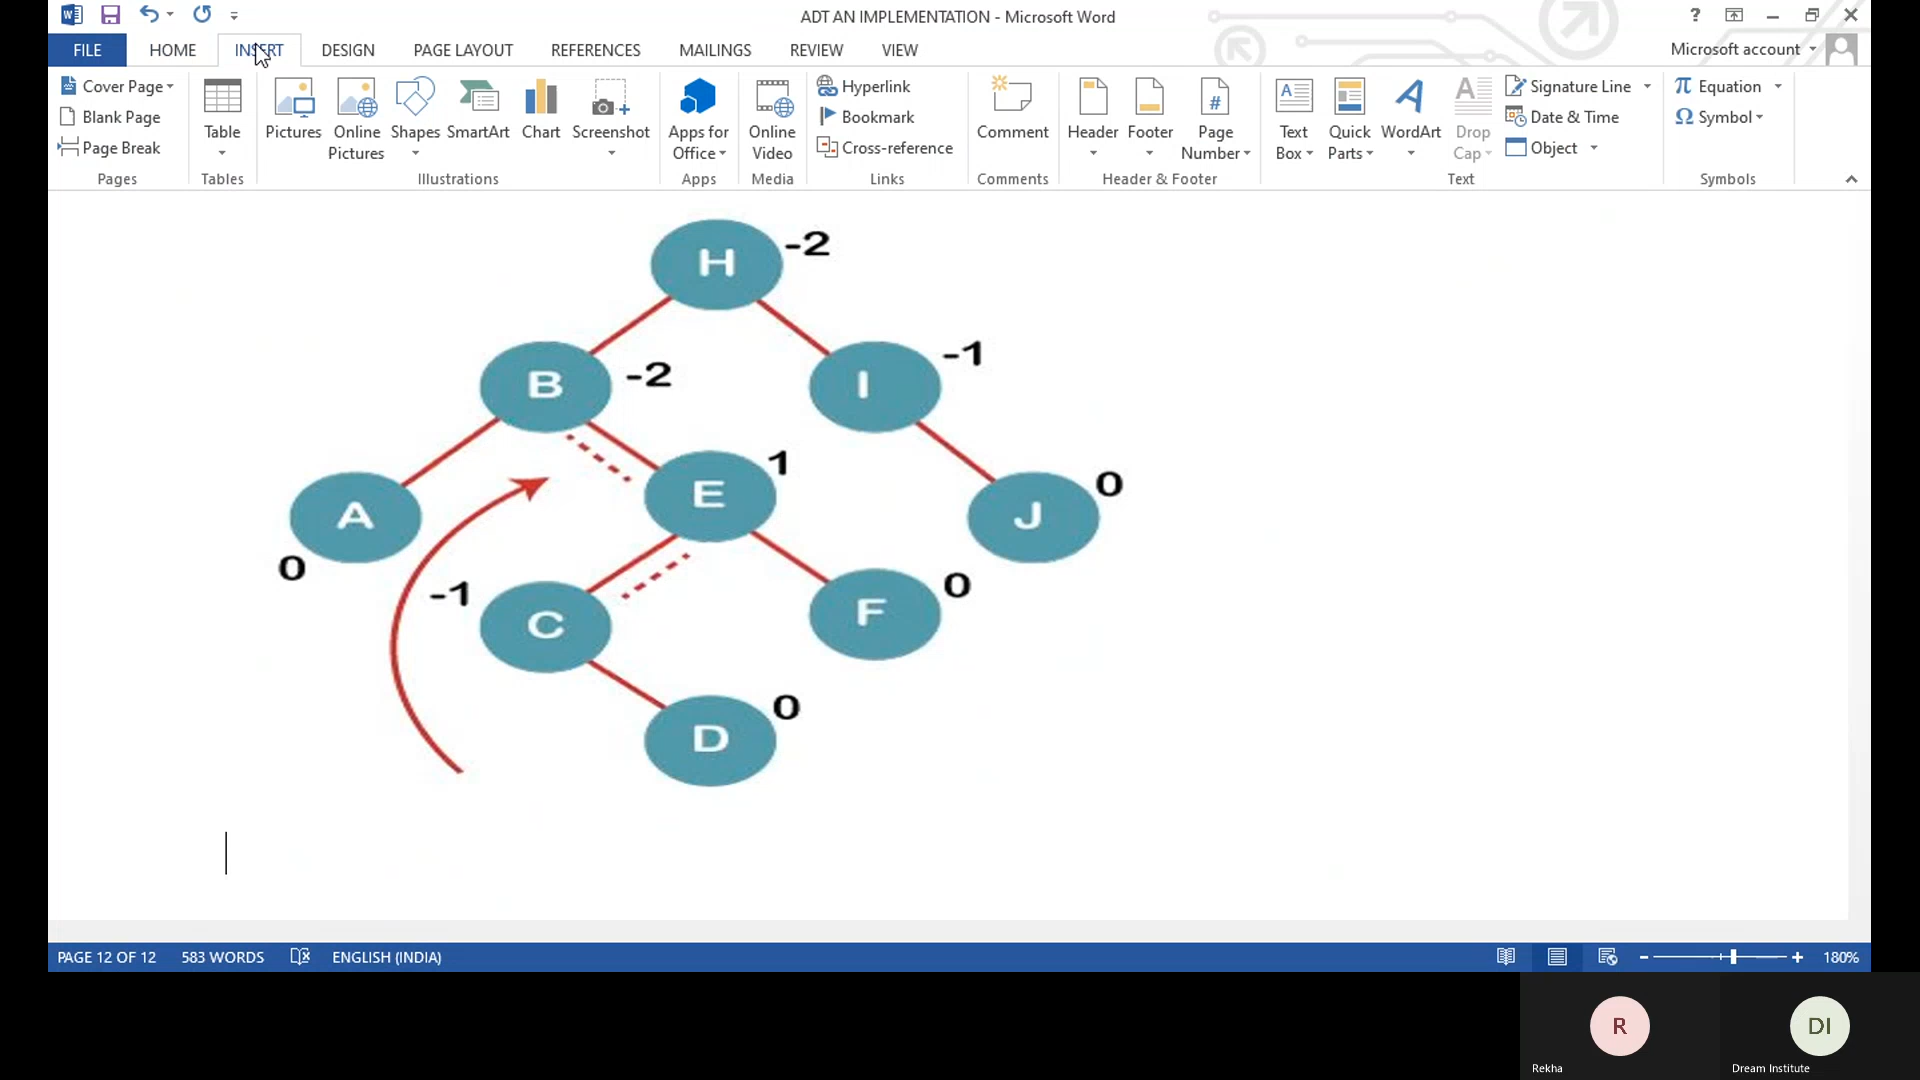 ADT AN IMPLEMENTATION - Microsoft Word
?
FILE HOME INSERT DESIGN PAGE LAYOUT REFERENCES MAILINGS REVIEW VIEW Microsoft account
Cover Page
Blank Page
Page Break
Pages
Table
Tables
Pictures
Online Pictures
Shapes
SmartArt
Chart
Screenshot
Illustrations
Apps for Office
Apps
Online Video
Media
Hyperlink
Bookmark
Cross-reference
Links
Comment
Comments
Header
Footer
Page Number
Header & Footer
Text Box
Quick Parts
WordArt
Drop Cap
Signature Line
Date & Time
Object
Text
π Equation
Ω Symbol
Symbols
H -2
B -2
I -1
A 0
E 1
J 0
C -1
F 0
D 0
PAGE 12 OF 12 583 WORDS ENGLISH (INDIA) 180%
R
DI
Rekha
Dream Institute